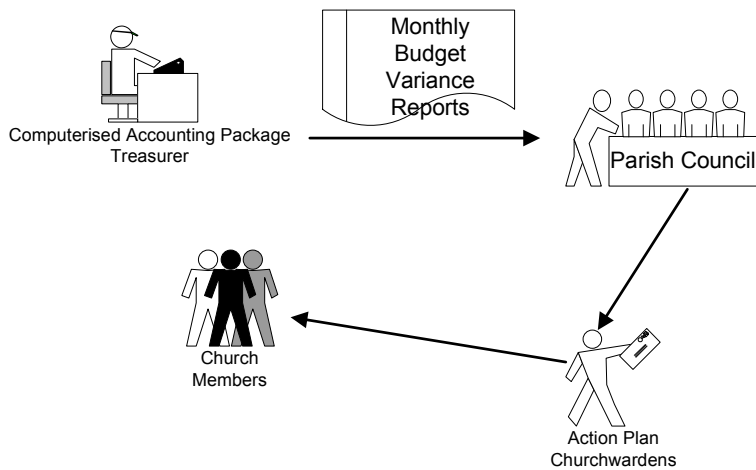 Monthly
Budget
Variance
Reports
Computerised Accounting Package
Treasurer
Parish Council
Church
Members
Action Plan
Churchwardens